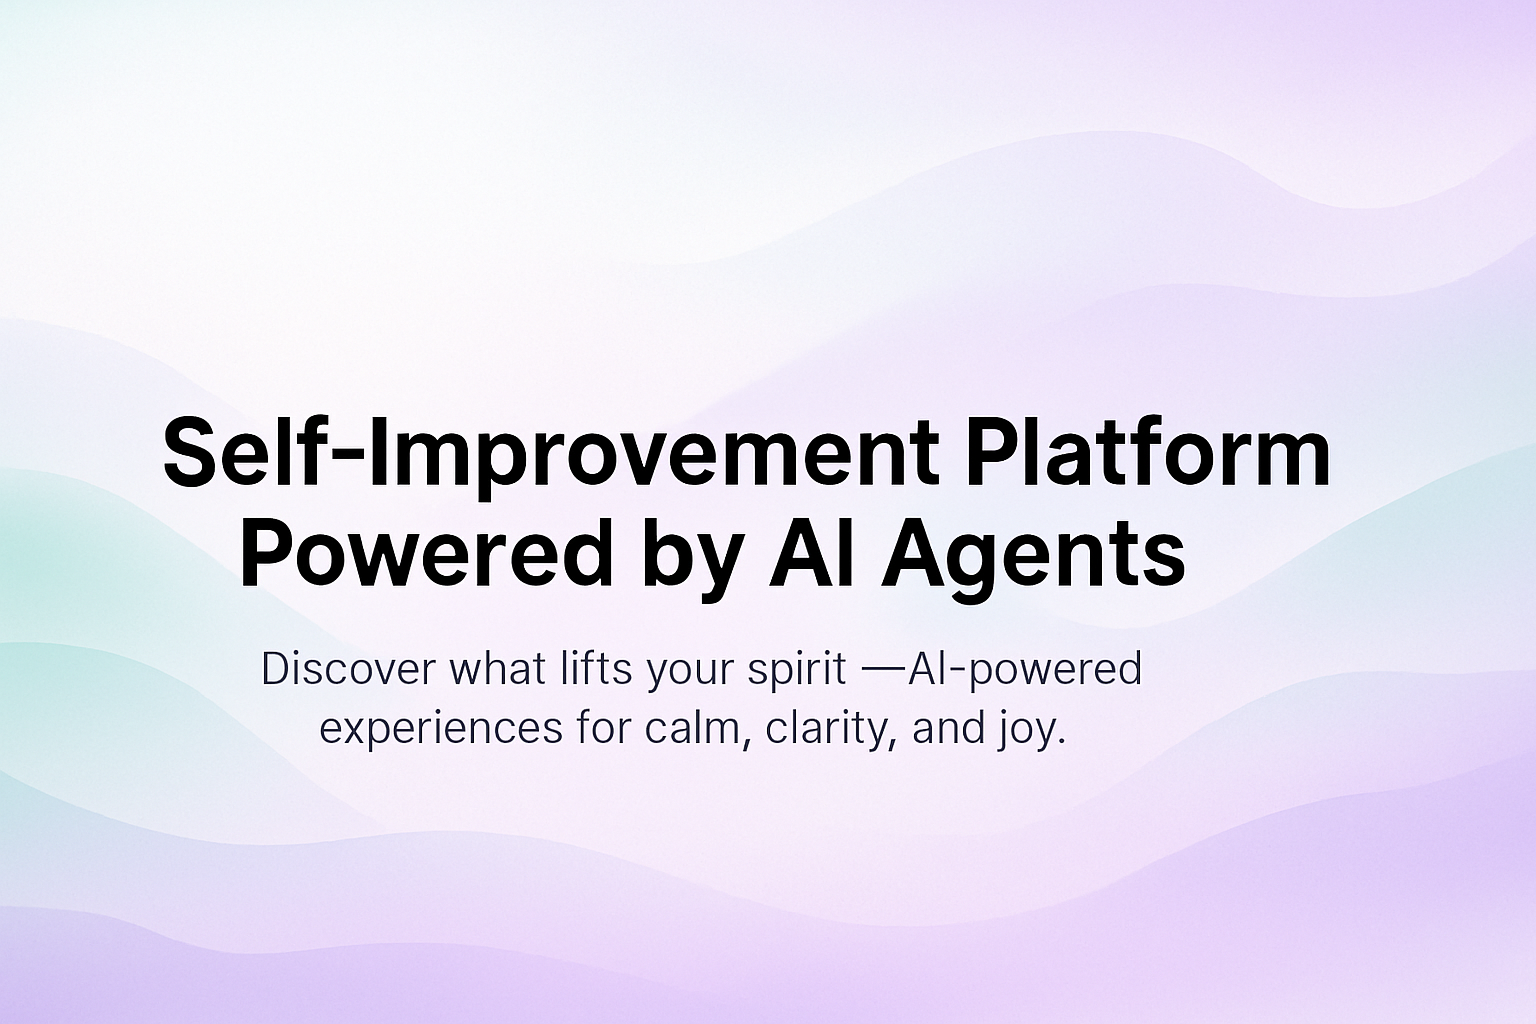 Self-Improvement Platform
Powered by AI Agents
Discover what lifts your spirit —AI-powered
experiences for calm, clarity, and joy.